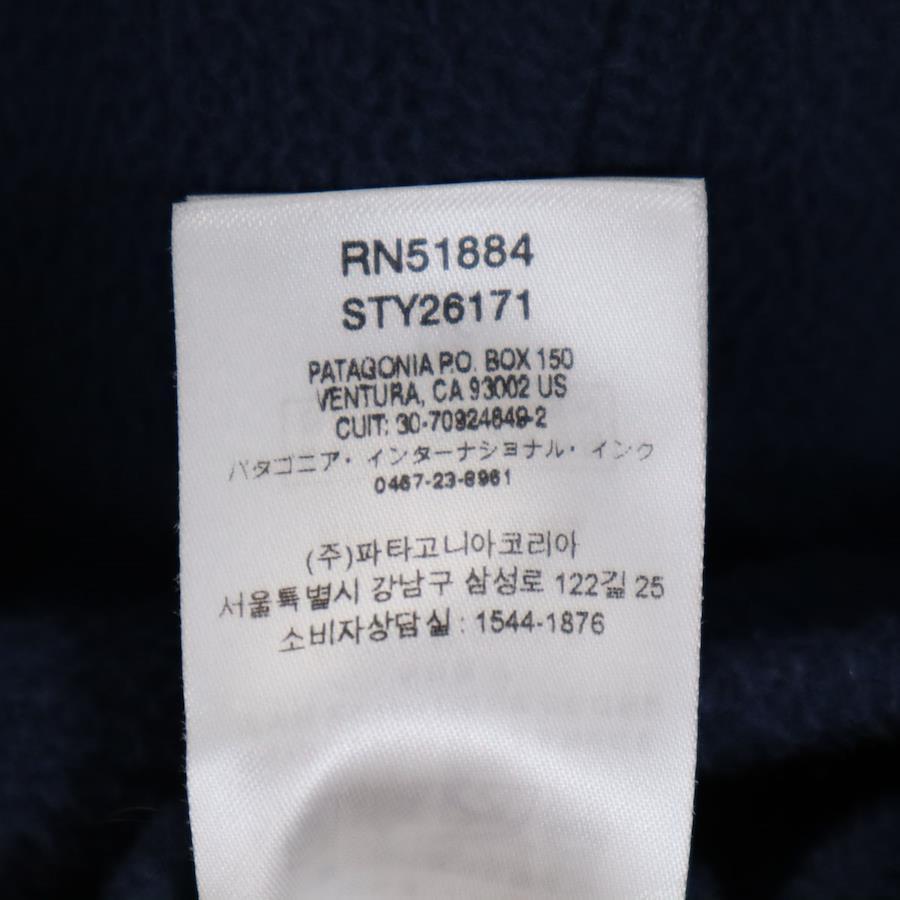 RN51884
STY26171
PATAGONIA P.O. BOX 150
VENTURA, CA 93002 US
CUIT: 30-70924849-2
パタゴニア・インターナショナル・インク
0467-23-8961
(주)파타고니아코리아
서울특별시 강남구 삼성로 122길 25
소비자상담실 : 1544-1876